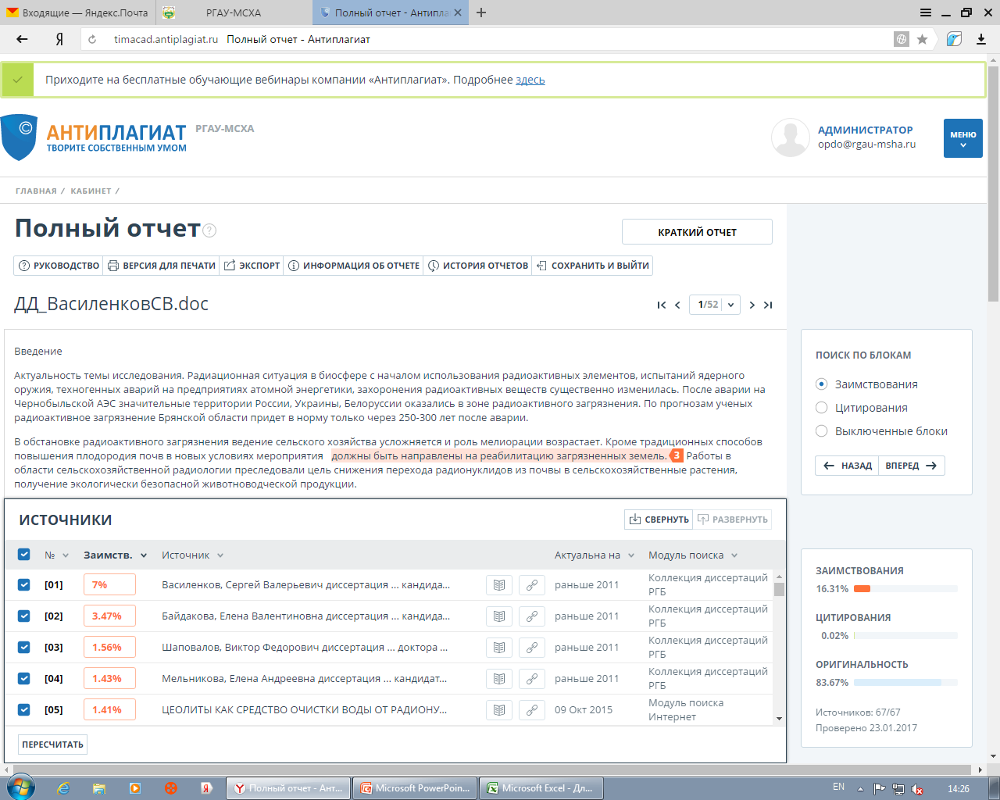 Входящие — Яндекс.Почта
РГАУ-МСХА
Полный отчет - Антиплаг
timacad.antiplagiat.ru Полный отчет - Антиплагиат
Приходите на бесплатные обучающие вебинары компании «Антиплагиат». Подробнее здесь
АНТИПЛАГИАТ
ТВОРИТЕ СОБСТВЕННЫМ УМОМ
РГАУ-МСХА
АДМИНИСТРАТОР
opdo@rgau-msha.ru
МЕНЮ
ГЛАВНАЯ / КАБИНЕТ /
Полный отчет ?
КРАТКИЙ ОТЧЕТ
РУКОВОДСТВО ВЕРСИЯ ДЛЯ ПЕЧАТИ ЭКСПОРТ ИНФОРМАЦИЯ ОБ ОТЧЕТЕ ИСТОРИЯ ОТЧЕТОВ СОХРАНИТЬ И ВЫЙТИ
ДД_ВасиленковСВ.doc
1/52
Введение
Актуальность темы исследования. Радиационная ситуация в биосфере с началом использования радиоактивных элементов, испытаний ядерного
оружия, техногенных аварий на предприятиях атомной энергетики, захоронения радиоактивных веществ существенно изменилась. После аварии на
Чернобыльской АЭС значительные территории России, Украины, Белоруссии оказались в зоне радиоактивного загрязнения. По прогнозам ученых
радиоактивное загрязнение Брянской области придет в норму только через 250-300 лет после аварии.
В обстановке радиоактивного загрязнения ведение сельского хозяйства усложняется и роль мелиорации возрастает. Кроме традиционных способов
повышения плодородия почв в новых условиях мероприятия должны быть направлены на реабилитацию загрязненных земель. 3 Работы в
области сельскохозяйственной радиологии преследовали цель снижения перехода радионуклидов из почвы в сельскохозяйственные растения,
получение экологически безопасной животноводческой продукции.
ПОИСК ПО БЛОКАМ
Заимствования
Цитирования
Выключенные блоки
НАЗАД ВПЕРЕД
ИСТОЧНИКИ
СВЕРНУТЬ РАЗВЕРНУТЬ
№ Заимств. Источник Актуальна на Модуль поиска
[01] 7% Василенков, Сергей Валерьевич диссертация ... кандида... раньше 2011 Коллекция диссертаций
РГБ
[02] 3.47% Байдакова, Елена Валентиновна диссертация ... кандида... раньше 2011 Коллекция диссертаций
РГБ
[03] 1.56% Шаповалов, Виктор Федорович диссертация ... доктора ... раньше 2011 Коллекция диссертаций
РГБ
[04] 1.43% Мельникова, Елена Андреевна диссертация ... кандидат... раньше 2011 Коллекция диссертаций
РГБ
[05] 1.41% ЦЕОЛИТЫ КАК СРЕДСТВО ОЧИСТКИ ВОДЫ ОТ РАДИОНУ... 09 Окт 2015 Модуль поиска
Интернет
ПЕРЕСЧИТАТЬ
ЗАИМСТВОВАНИЯ
16.31%
ЦИТИРОВАНИЯ
0.02%
ОРИГИНАЛЬНОСТЬ
83.67%
Источников: 67/67
Проверено 23.01.2017
Полный отчет - Ант...
Microsoft PowerPoin...
Microsoft Excel - Дл...
EN
14:26